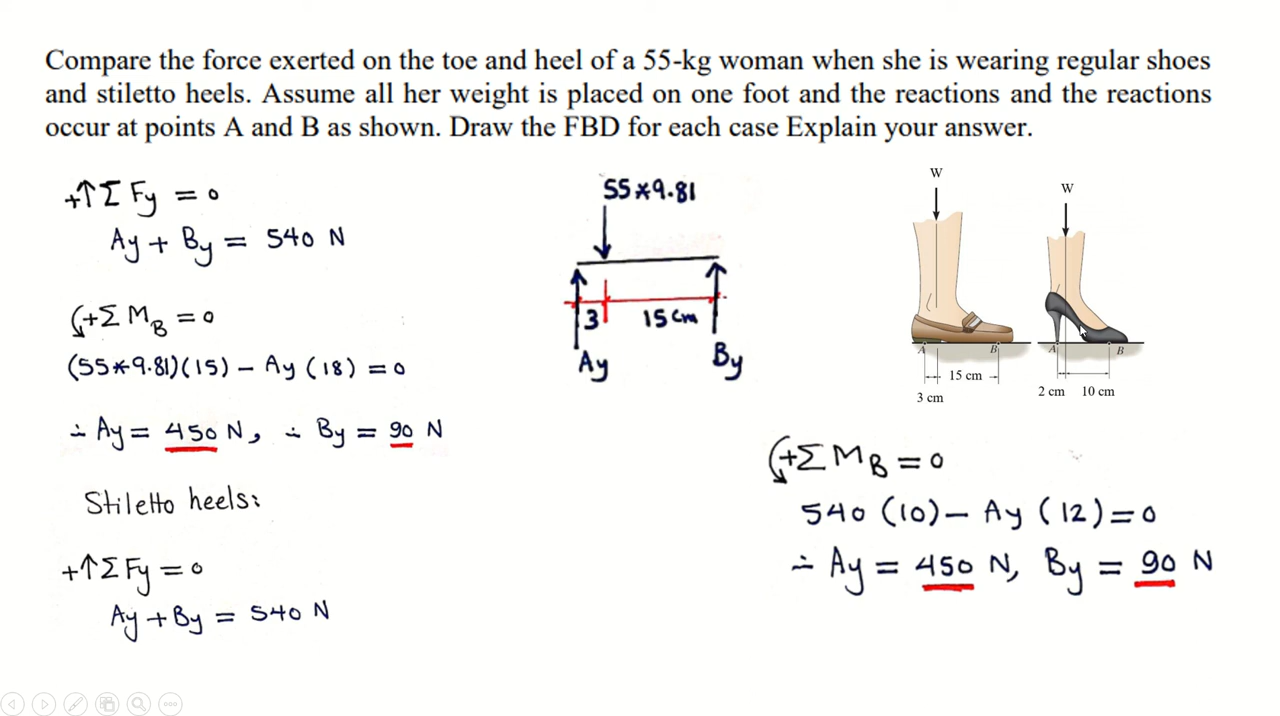 Compare the force exerted on the toe and heel of a 55-kg woman when she is wearing regular shoes
and stiletto heels. Assume all her weight is placed on one foot and the reactions and the reactions
occur at points A and B as shown. Draw the FBD for each case Explain your answer.
+↑ Σ Fy = 0
Ay + By = 540 N
+Σ MB = 0
(55*9.81)(15) − Ay (18) = 0
∴ Ay = 450 N, ∴ By = 90 N
Stiletto heels:
+↑ Σ Fy = 0
Ay + By = 540 N
55*9.81
3 15 cm
Ay By
W
A B
15 cm
3 cm
W
A B
2 cm 10 cm
+Σ MB = 0
540 (10) − Ay (12) = 0
∴ Ay = 450 N, By = 90 N